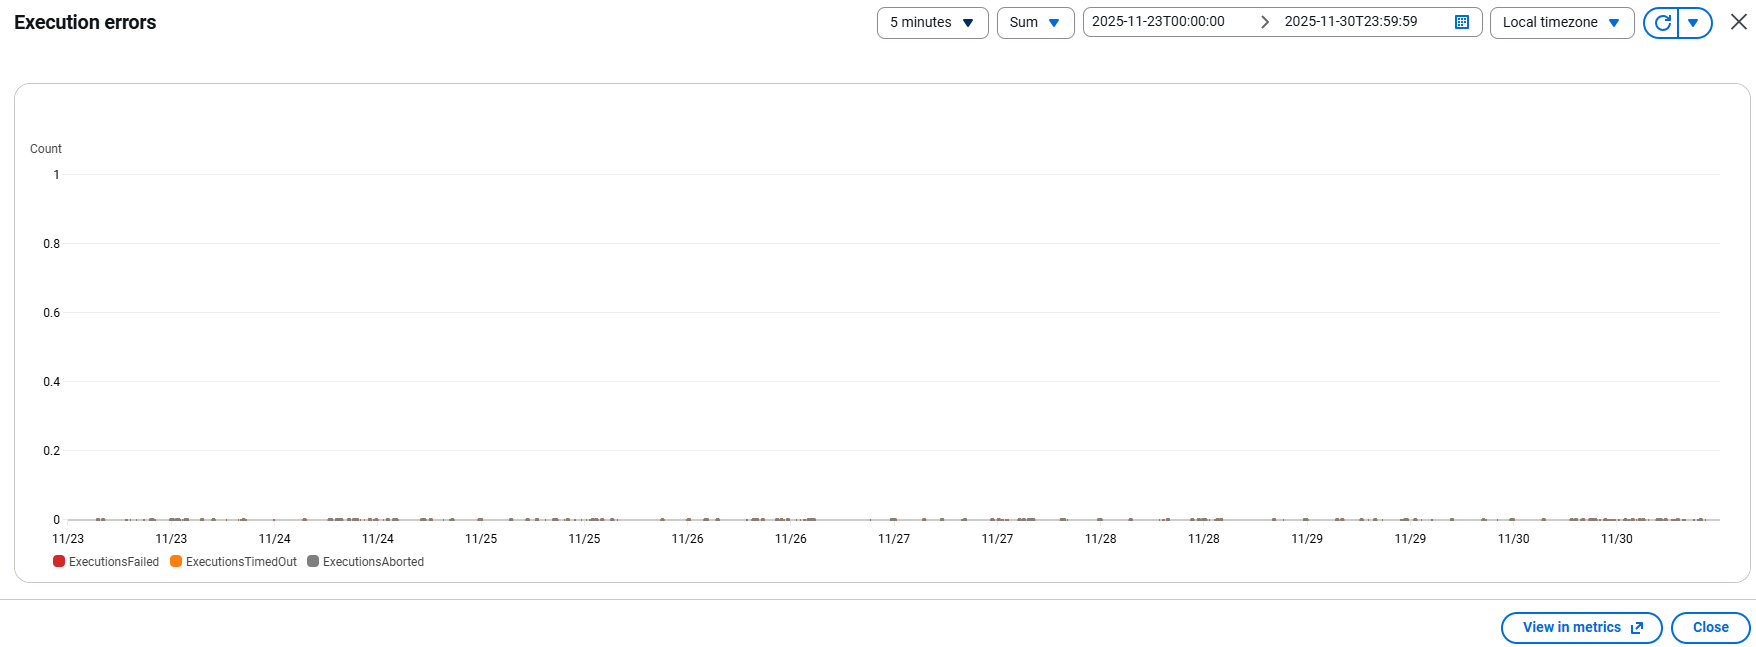 Execution errors
5 minutes
Sum
2025-11-23T00:00:00
2025-11-30T23:59:59
Local timezone
Count
1
0.8
0.6
0.4
0.2
0
11/23 11/23 11/24 11/24 11/25 11/25 11/26 11/26 11/27 11/27 11/28 11/28 11/29 11/29 11/30 11/30
ExecutionsFailed ExecutionsTimedOut ExecutionsAborted
View in metrics
Close